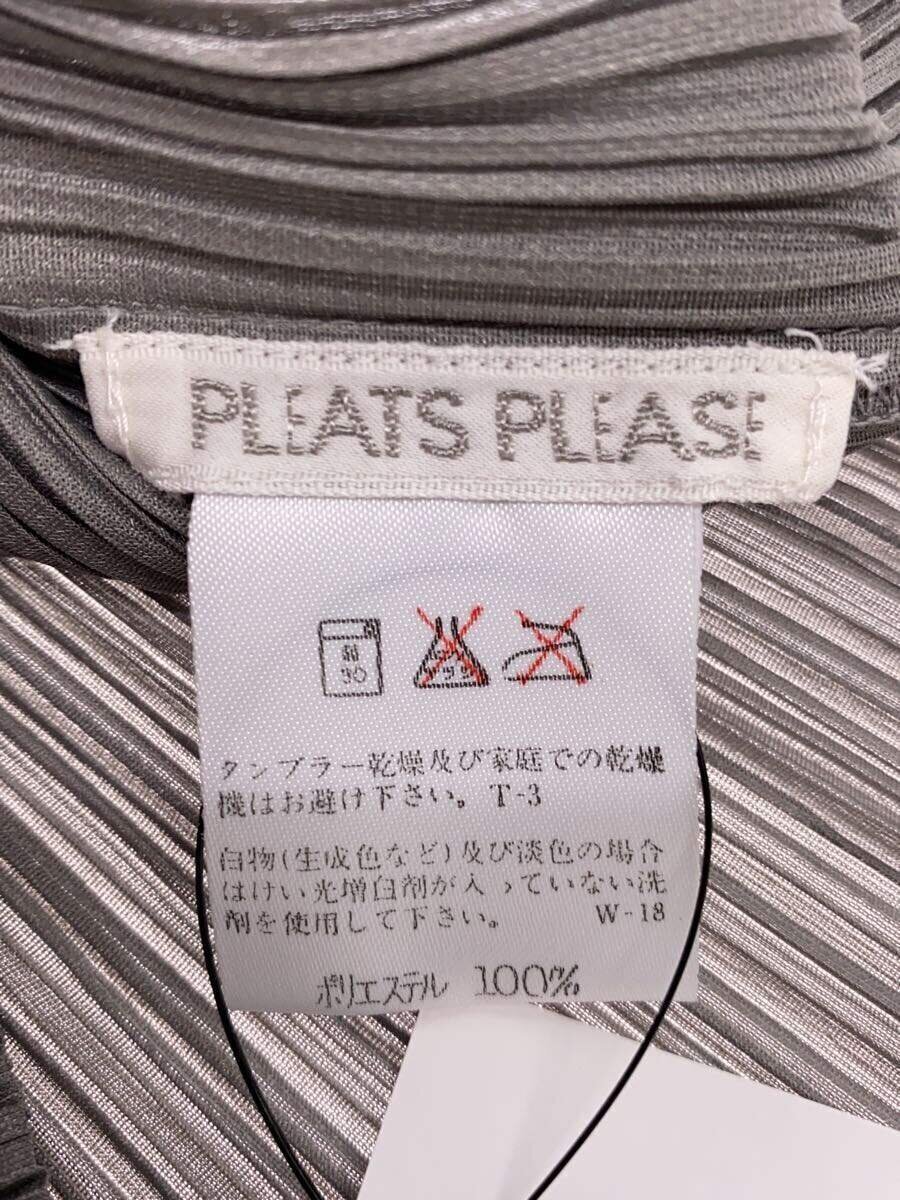 PLEATS PLEASE
弱
30
タンブラー乾燥及び家庭での乾燥
機はお避け下さい。T-3
白物(生成色など)及び淡色の場合
はけい光増白剤が入っていない洗
剤を使用して下さい。 W-18
ポリエステル 100%